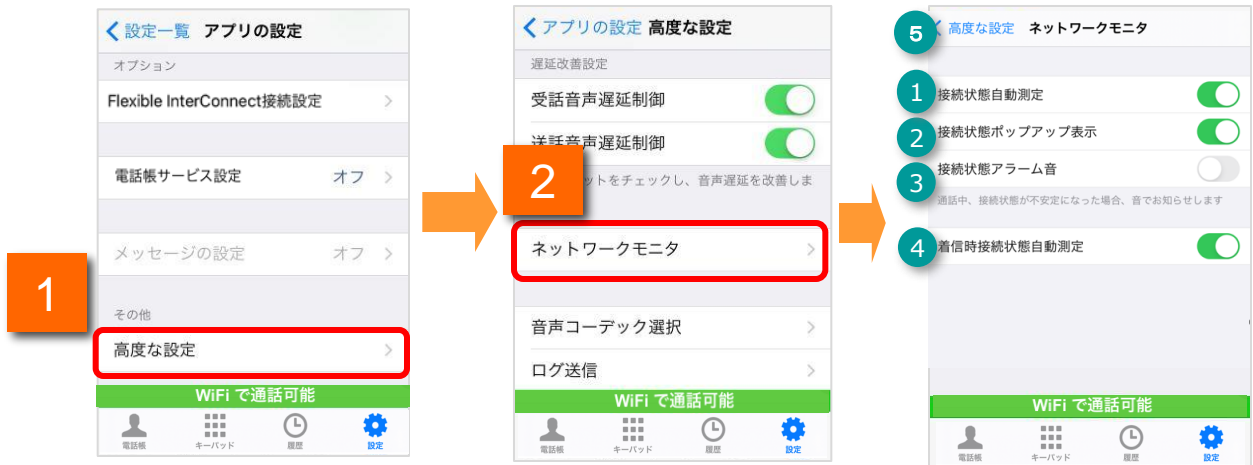 1
設定一覧 アプリの設定
オプション
Flexible InterConnect接続設定
電話帳サービス設定 オフ
メッセージの設定 オフ
その他
高度な設定
WiFi で通話可能
電話帳 キーパッド 履歴 設定
2
アプリの設定 高度な設定
遅延改善設定
受話音声遅延制御
送話音声遅延制御
ットをチェックし、音声遅延を改善しま
ネットワークモニタ
音声コーデック選択
ログ送信
WiFi で通話可能
電話帳 キーパッド 履歴 設定
5 高度な設定 ネットワークモニタ
1 接続状態自動測定
2 接続状態ポップアップ表示
3 接続状態アラーム音
通話中、接続状態が不安定になった場合、音でお知らせします
4 着信時接続状態自動測定
WiFi で通話可能
電話帳 キーパッド 履歴 設定